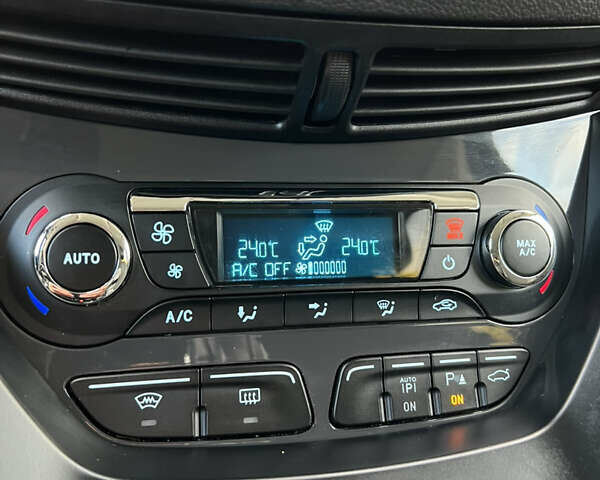 24.0°C 24.0°C
A/C OFF
AUTO
MAX
A/C
A/C
AUTO
P
ON
P
ON